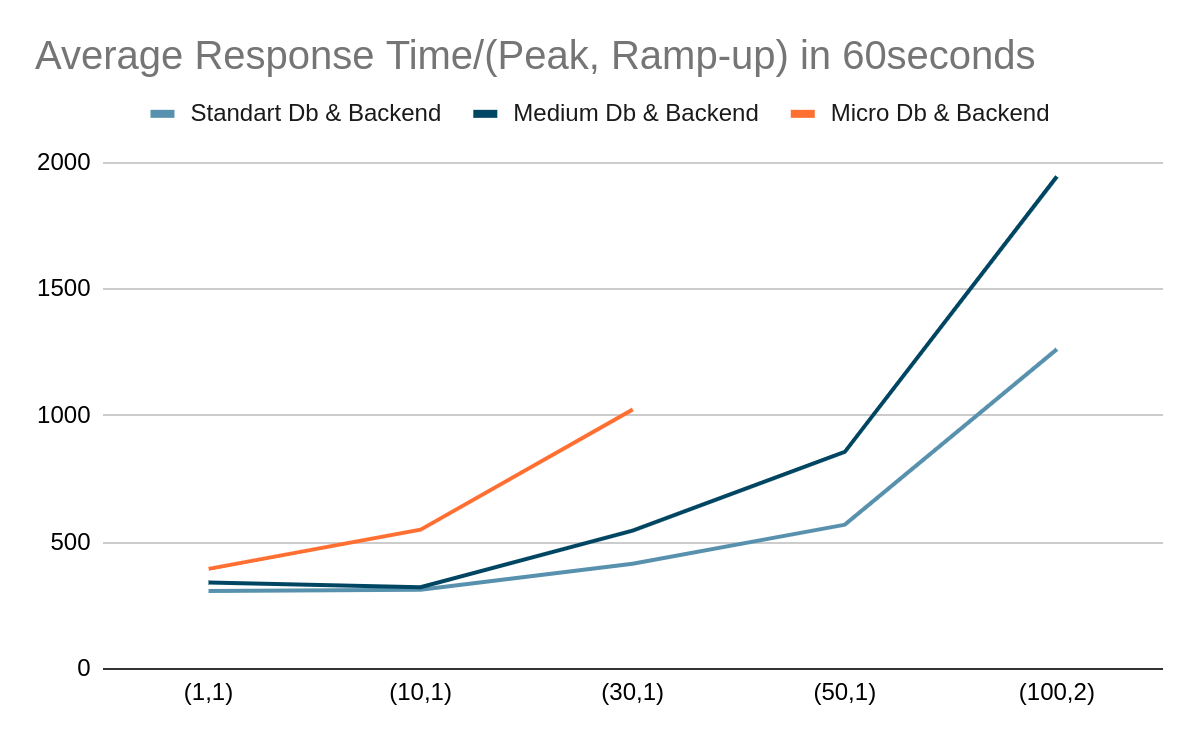 Average Response Time/(Peak, Ramp-up) in 60seconds
Standart Db & Backend Medium Db & Backend Micro Db & Backend
2000
1500
1000
500
0
(1,1) (10,1) (30,1) (50,1) (100,2)